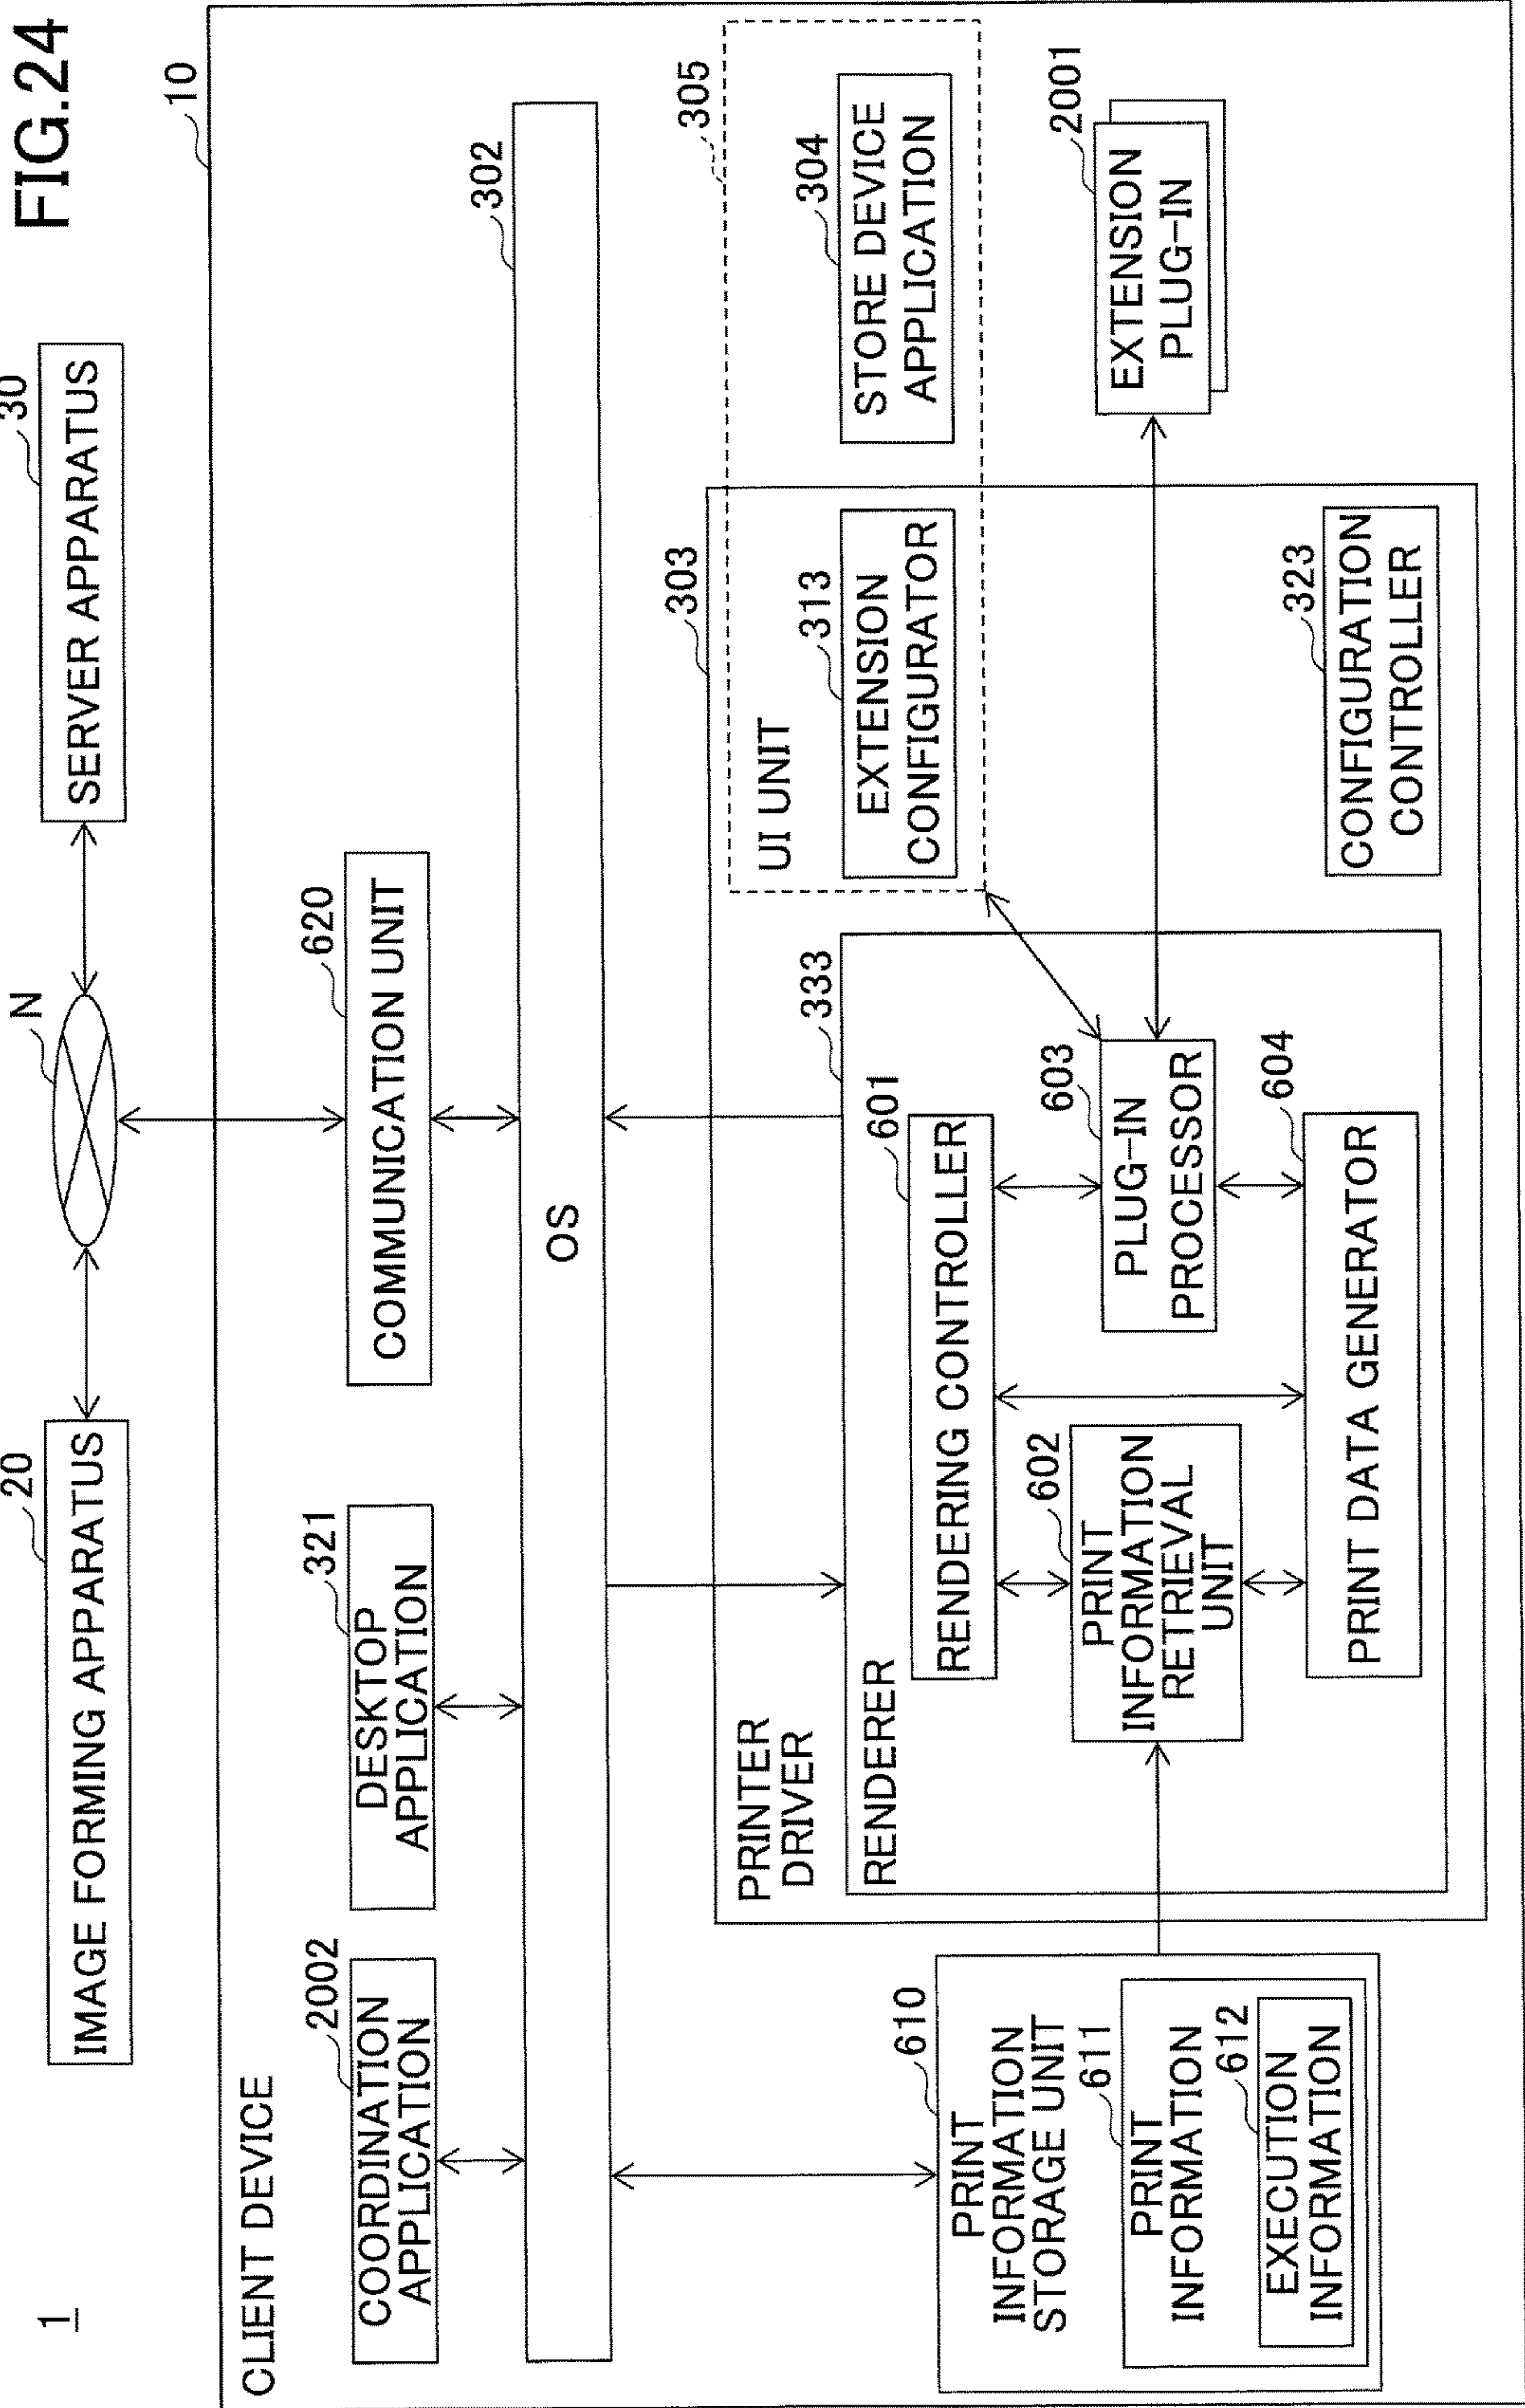 FIG.24
1
20
IMAGE FORMING APPARATUS
N
30
SERVER APPARATUS
10
CLIENT DEVICE
2002
COORDINATION
APPLICATION
321
DESKTOP
APPLICATION
620
COMMUNICATION UNIT
302
OS
610
PRINT
INFORMATION
STORAGE UNIT
611
PRINT
INFORMATION
612
EXECUTION
INFORMATION
303
PRINTER
DRIVER
333
RENDERER
601
RENDERING CONTROLLER
602
PRINT
INFORMATION
RETRIEVAL
UNIT
603
PLUG-IN
PROCESSOR
604
PRINT DATA GENERATOR
305
UI UNIT
313
EXTENSION
CONFIGURATOR
304
STORE DEVICE
APPLICATION
323
CONFIGURATION
CONTROLLER
2001
EXTENSION
PLUG-IN